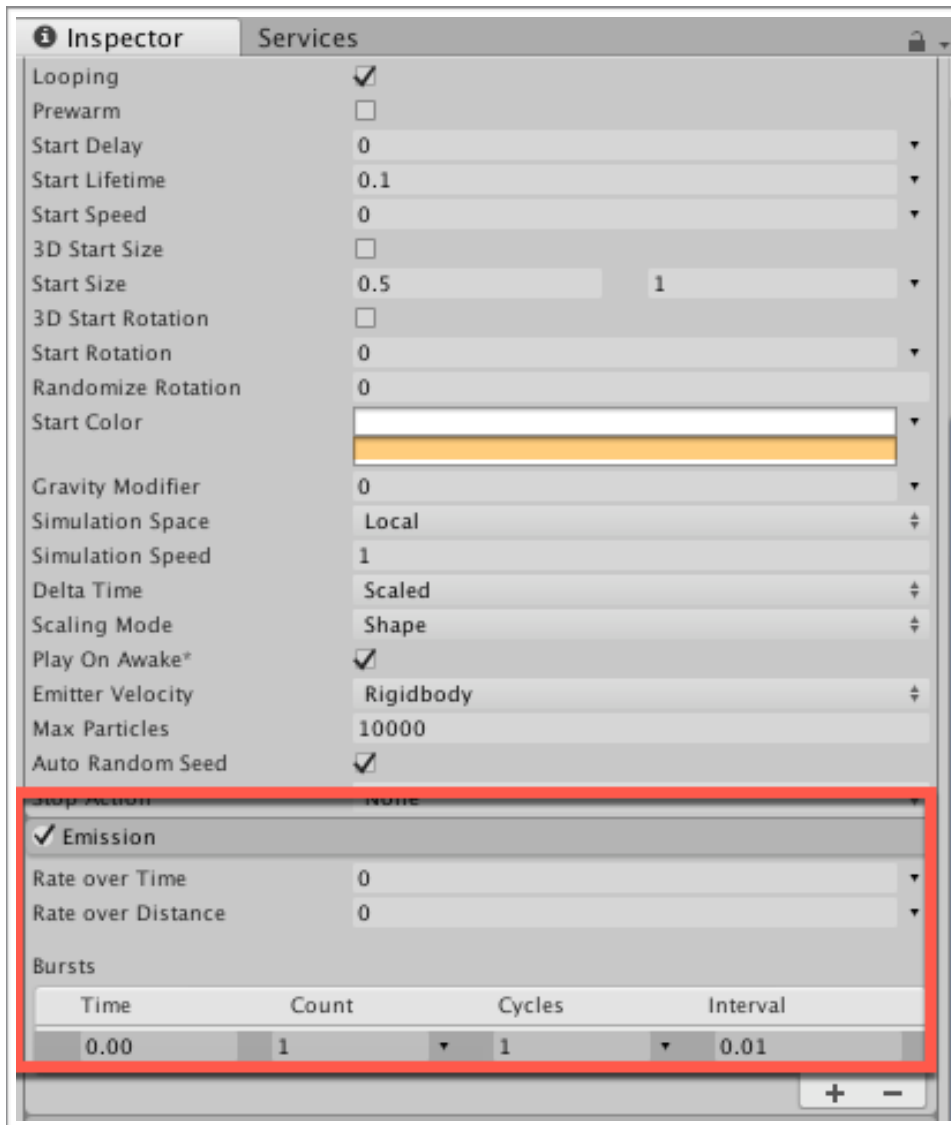 Inspector Services
Looping
Prewarm
Start Delay 0
Start Lifetime 0.1
Start Speed 0
3D Start Size
Start Size 0.5 1
3D Start Rotation
Start Rotation 0
Randomize Rotation 0
Start Color
Gravity Modifier 0
Simulation Space Local
Simulation Speed 1
Delta Time Scaled
Scaling Mode Shape
Play On Awake*
Emitter Velocity Rigidbody
Max Particles 10000
Auto Random Seed
Stop Action None
Emission
Rate over Time 0
Rate over Distance 0
Bursts
Time Count Cycles Interval
0.00 1 1 0.01